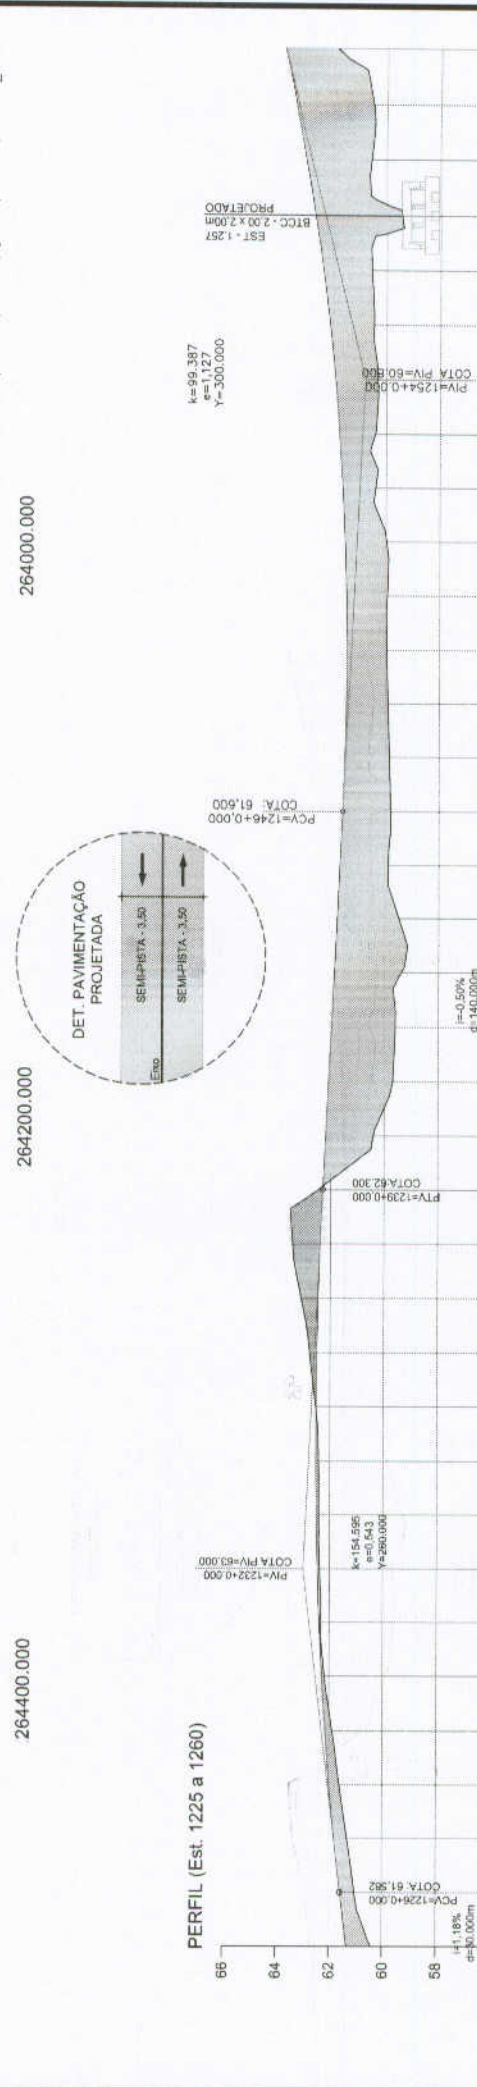 264400.000
264200.000
264000.000
DET. PAVIMENTAÇÃO
PROJETADA
SEMI-PISTA - 3,50
Eixo
SEMI-PISTA - 3,50
PERFIL (Est. 1225 a 1260)
66
64
62
60
58
i=1,18%
d=30.000m
PCV=1226+0.000
COTA: 61,582
PIV=1232+0.000
COTA PIV=63.000
k=154.595
e=0,543
Y=260.000
PTV=1239+0.000
COTA:62.300
i=-0,50%
d=140.000m
PCV=1246+0,000
COTA: 61,600
k=99.387
e=1,127
Y=300.000
PIV=1254+0.000
COTA PIV=60.800
EST - 1.257
BTCC - 2.00 x 2.00m
PROJETADO